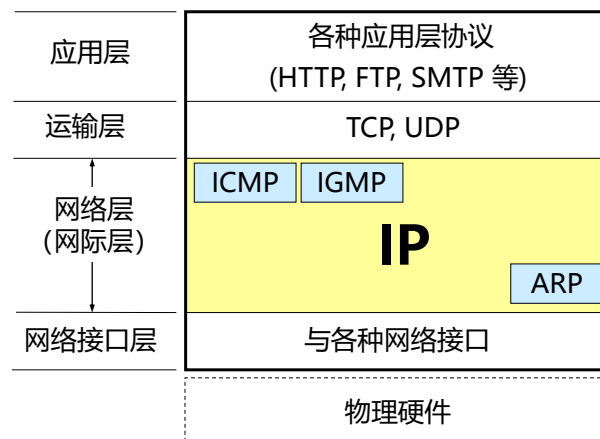 应用层
各种应用层协议
(HTTP, FTP, SMTP 等)
运输层
TCP, UDP
ICMP
IGMP
网络层
（网际层）
IP
ARP
网络接口层
与各种网络接口
物理硬件